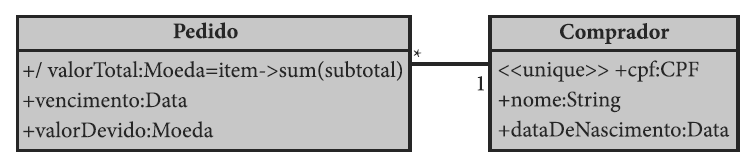 Pedido
+/ valorTotal:Moeda=item->sum(subtotal)
+vencimento:Data
+valorDevido:Moeda
*
1
Comprador
<<unique>> +cpf:CPF
+nome:String
+dataDeNascimento:Data